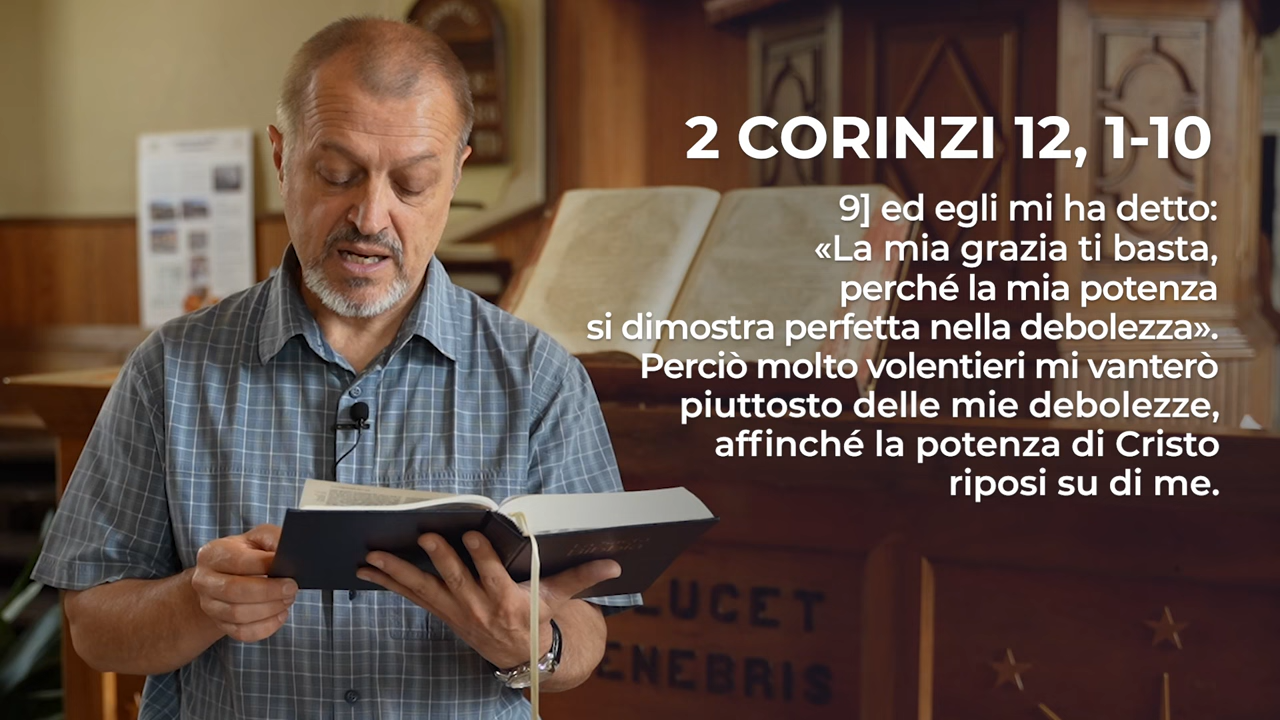 2 CORINZI 12, 1-10
9] ed egli mi ha detto:
«La mia grazia ti basta,
perché la mia potenza
si dimostra perfetta nella debolezza».
Perciò molto volentieri mi vanterò
piuttosto delle mie debolezze,
affinché la potenza di Cristo
riposi su di me.
LUCET
ENEBRIS